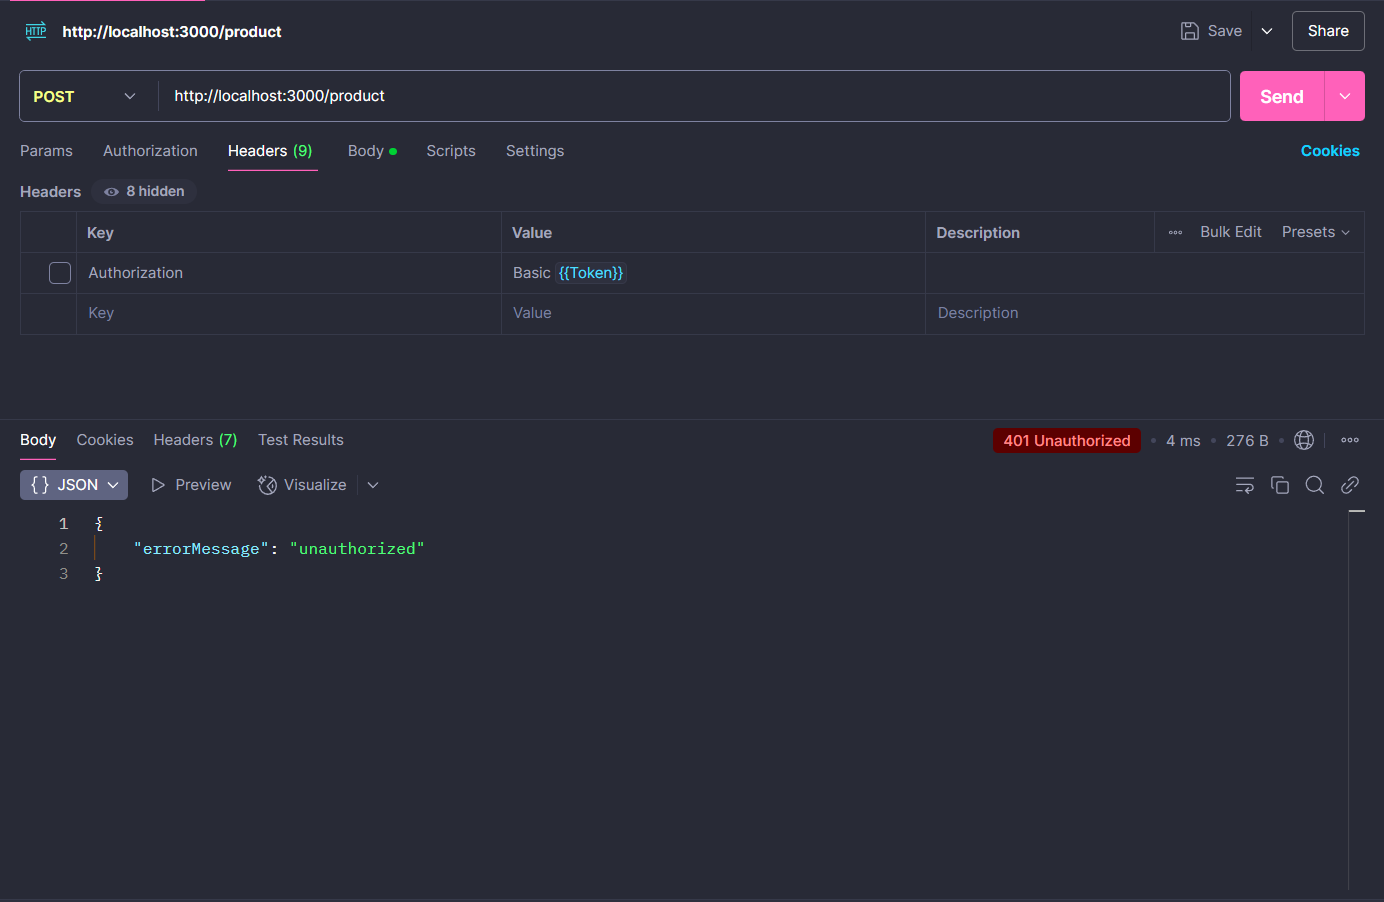 HTTP http://localhost:3000/product Save Share
POST http://localhost:3000/product Send
Params Authorization Headers (9) Body Scripts Settings Cookies
Headers 8 hidden
Key Value Description Bulk Edit Presets
Authorization Basic {{Token}}
Key Value Description
Body Cookies Headers (7) Test Results 401 Unauthorized 4 ms 276 B
{} JSON Preview Visualize
1 {
2 "errorMessage": "unauthorized"
3 }